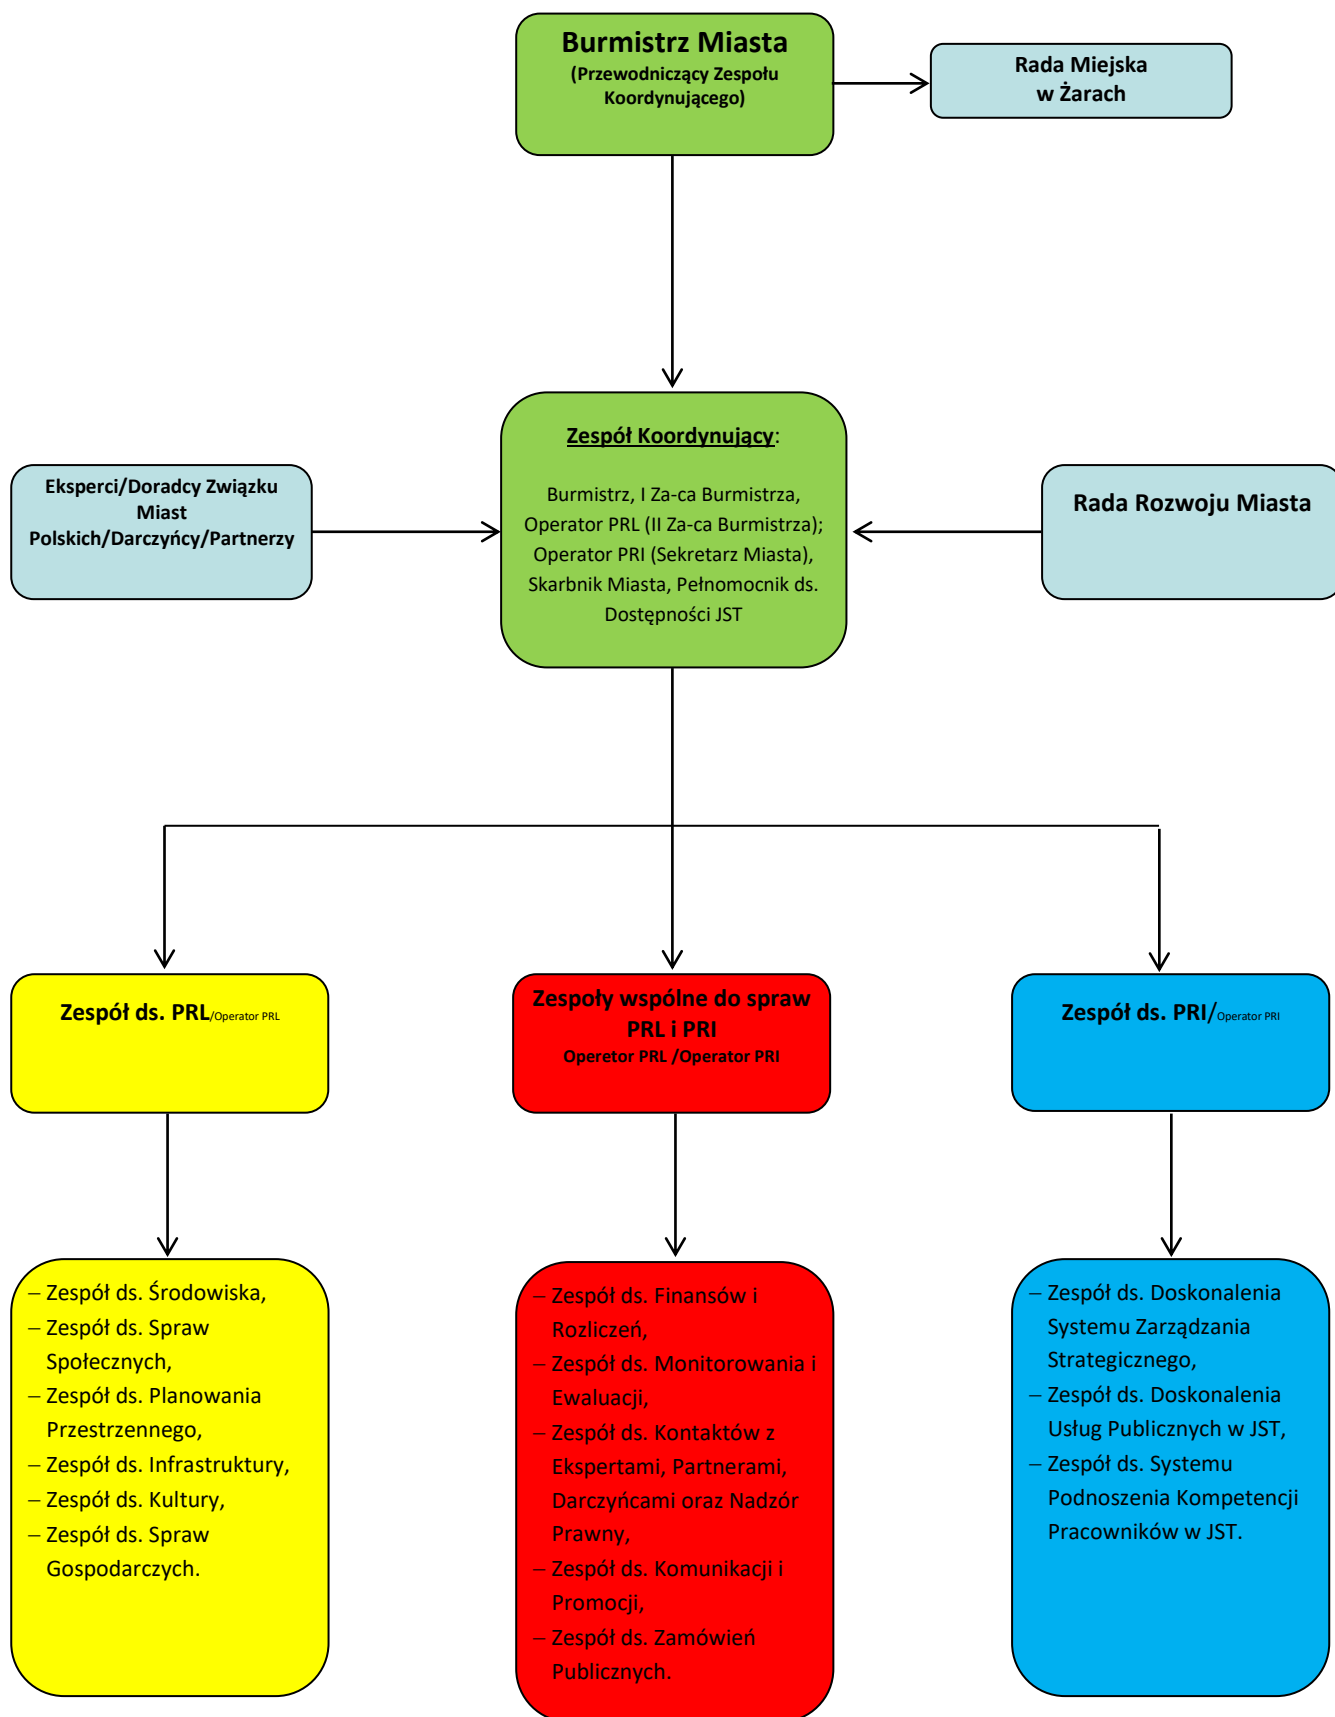 Burmistrz Miasta
(Przewodniczący Zespołu
Koordynującego)
Rada Miejska
w Żarach
Zespół Koordynujący:
Burmistrz, I Za-ca Burmistrza,
Operator PRL (II Za-ca Burmistrza);
Operator PRI (Sekretarz Miasta),
Skarbnik Miasta, Pełnomocnik ds.
Dostępności JST
Eksperci/Doradcy Związku
Miast
Polskich/Darczyńcy/Partnerzy
Rada Rozwoju Miasta
Zespół ds. PRL/Operator PRL
Zespoły wspólne do spraw
PRL i PRI
Operetor PRL /Operator PRI
Zespół ds. PRI/Operator PRI
– Zespół ds. Środowiska,
– Zespół ds. Spraw
Społecznych,
– Zespół ds. Planowania
Przestrzennego,
– Zespół ds. Infrastruktury,
– Zespół ds. Kultury,
– Zespół ds. Spraw
Gospodarczych.
– Zespół ds. Finansów i
Rozliczeń,
– Zespół ds. Monitorowania i
Ewaluacji,
– Zespół ds. Kontaktów z
Ekspertami, Partnerami,
Darczyńcami oraz Nadzór
Prawny,
– Zespół ds. Komunikacji i
Promocji,
– Zespół ds. Zamówień
Publicznych.
– Zespół ds. Doskonalenia
Systemu Zarządzania
Strategicznego,
– Zespół ds. Doskonalenia
Usług Publicznych w JST,
– Zespół ds. Systemu
Podnoszenia Kompetencji
Pracowników w JST.